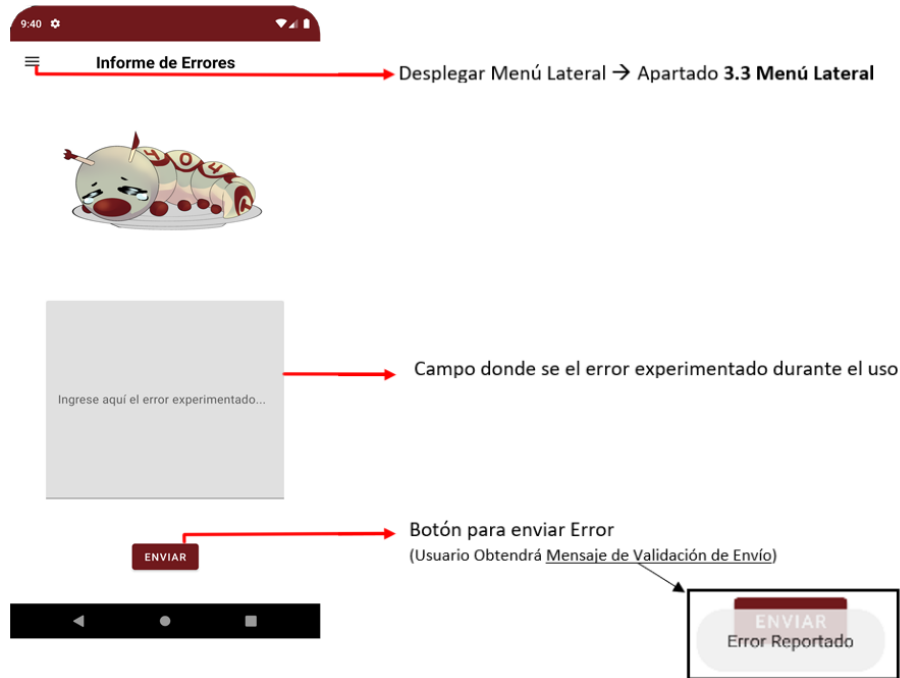 9:40
Informe de Errores
Desplegar Menú Lateral → Apartado 3.3 Menú Lateral
404
Campo donde se el error experimentado durante el uso
Ingrese aquí el error experimentado...
Botón para enviar Error
(Usuario Obtendrá Mensaje de Validación de Envío)
ENVIAR
ENVIAR
Error Reportado